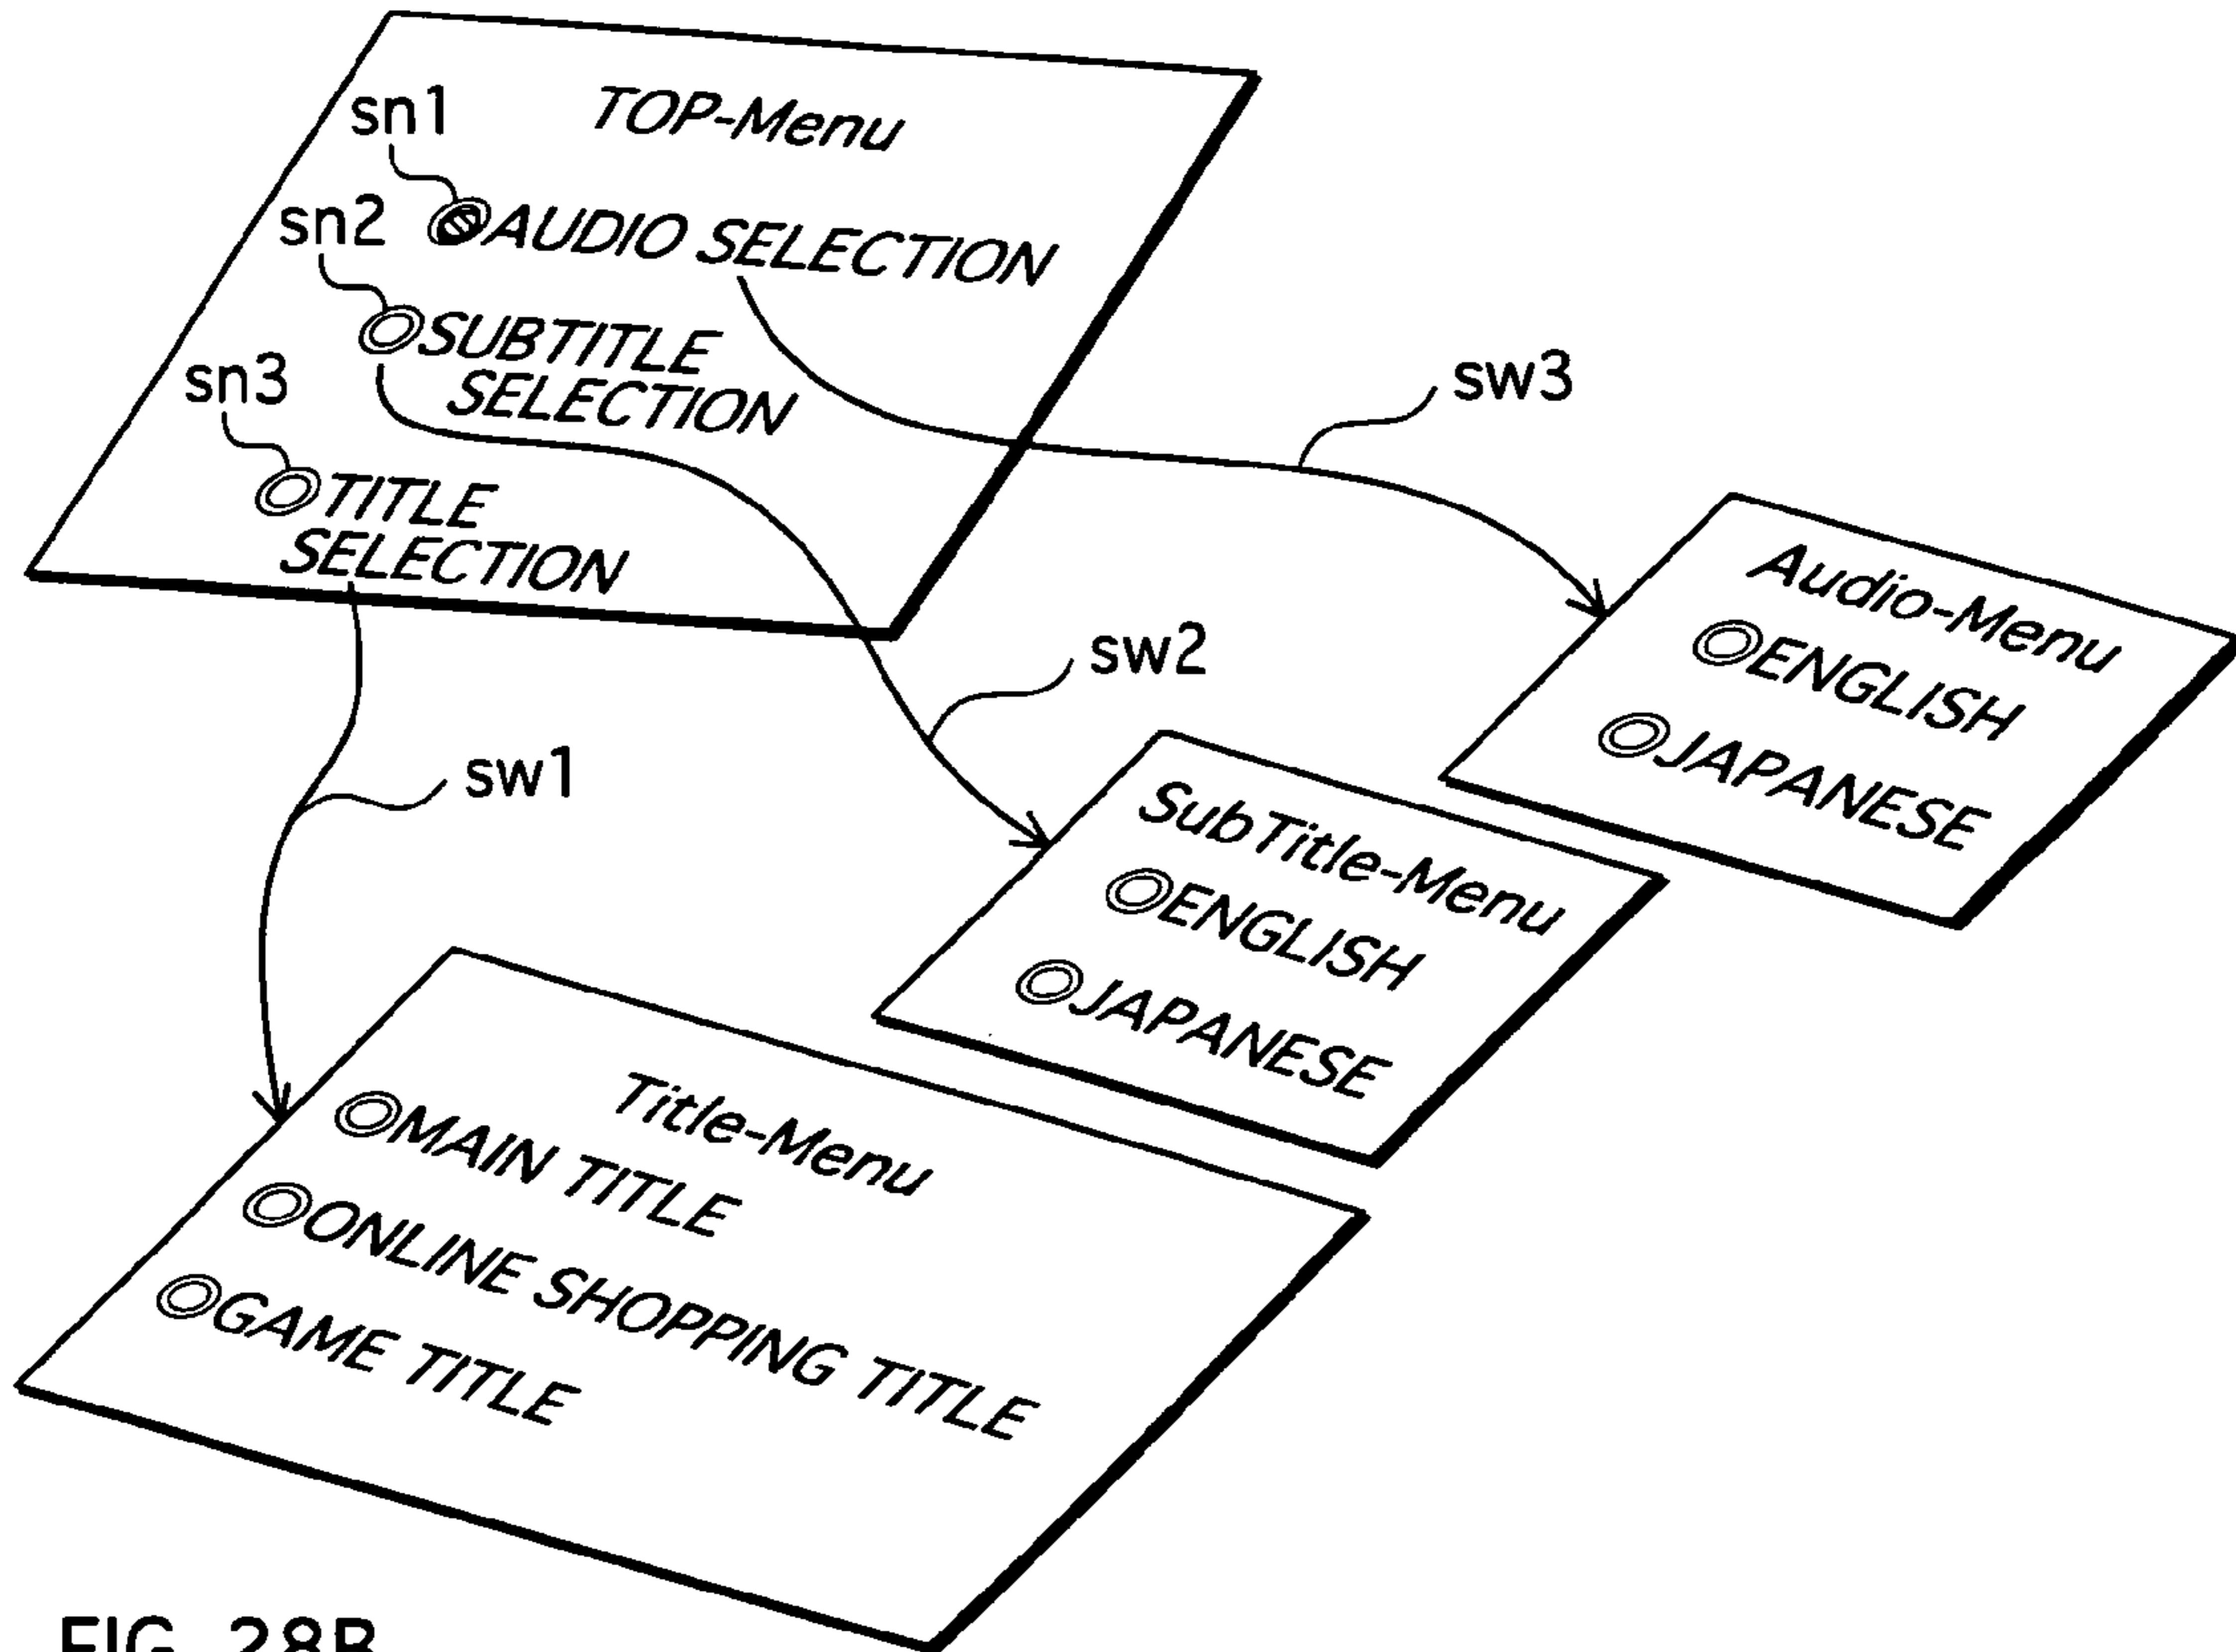 TOP-Menu
sn1
AUDIO SELECTION
sn2
SUBTITLE
SELECTION
sn3
TITLE
SELECTION
sw3
sw2
sw1
Audio-Menu
ENGLISH
JAPANESE
SubTitle-Menu
ENGLISH
JAPANESE
Title-Menu
MAIN TITLE
ONLINE SHOPPING TITLE
GAME TITLE
FIG. 28B